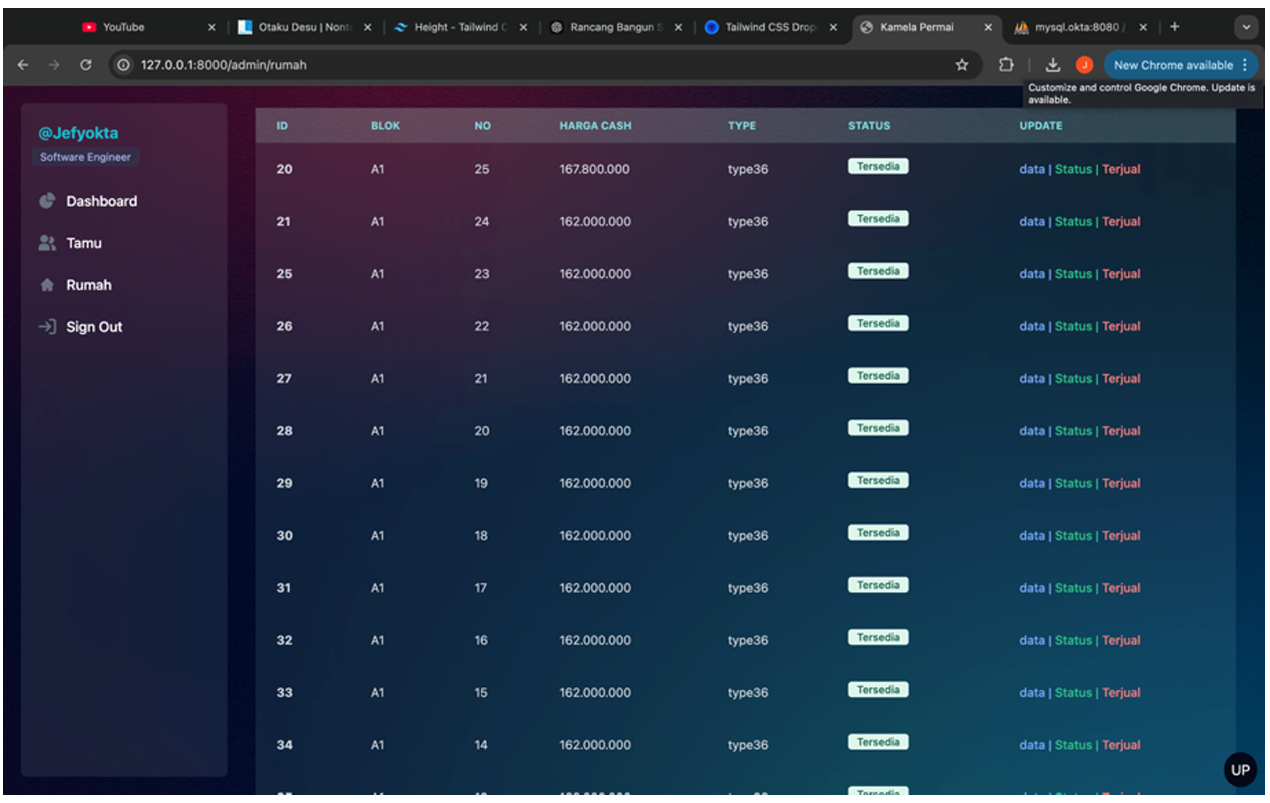 YouTube
Otaku Desu | Nont
Height - Tailwind C
Rancang Bangun S
Tailwind CSS Drop
Kamela Permai
mysql.okta:8080 /
127.0.0.1:8000/admin/rumah
J
New Chrome available
Customize and control Google Chrome. Update is
available.
@Jefyokta
Software Engineer
Dashboard
Tamu
Rumah
Sign Out
ID BLOK NO HARGA CASH TYPE STATUS UPDATE
20 A1 25 167.800.000 type36 Tersedia data | Status | Terjual
21 A1 24 162.000.000 type36 Tersedia data | Status | Terjual
25 A1 23 162.000.000 type36 Tersedia data | Status | Terjual
26 A1 22 162.000.000 type36 Tersedia data | Status | Terjual
27 A1 21 162.000.000 type36 Tersedia data | Status | Terjual
28 A1 20 162.000.000 type36 Tersedia data | Status | Terjual
29 A1 19 162.000.000 type36 Tersedia data | Status | Terjual
30 A1 18 162.000.000 type36 Tersedia data | Status | Terjual
31 A1 17 162.000.000 type36 Tersedia data | Status | Terjual
32 A1 16 162.000.000 type36 Tersedia data | Status | Terjual
33 A1 15 162.000.000 type36 Tersedia data | Status | Terjual
34 A1 14 162.000.000 type36 Tersedia data | Status | Terjual
Tersedia
UP